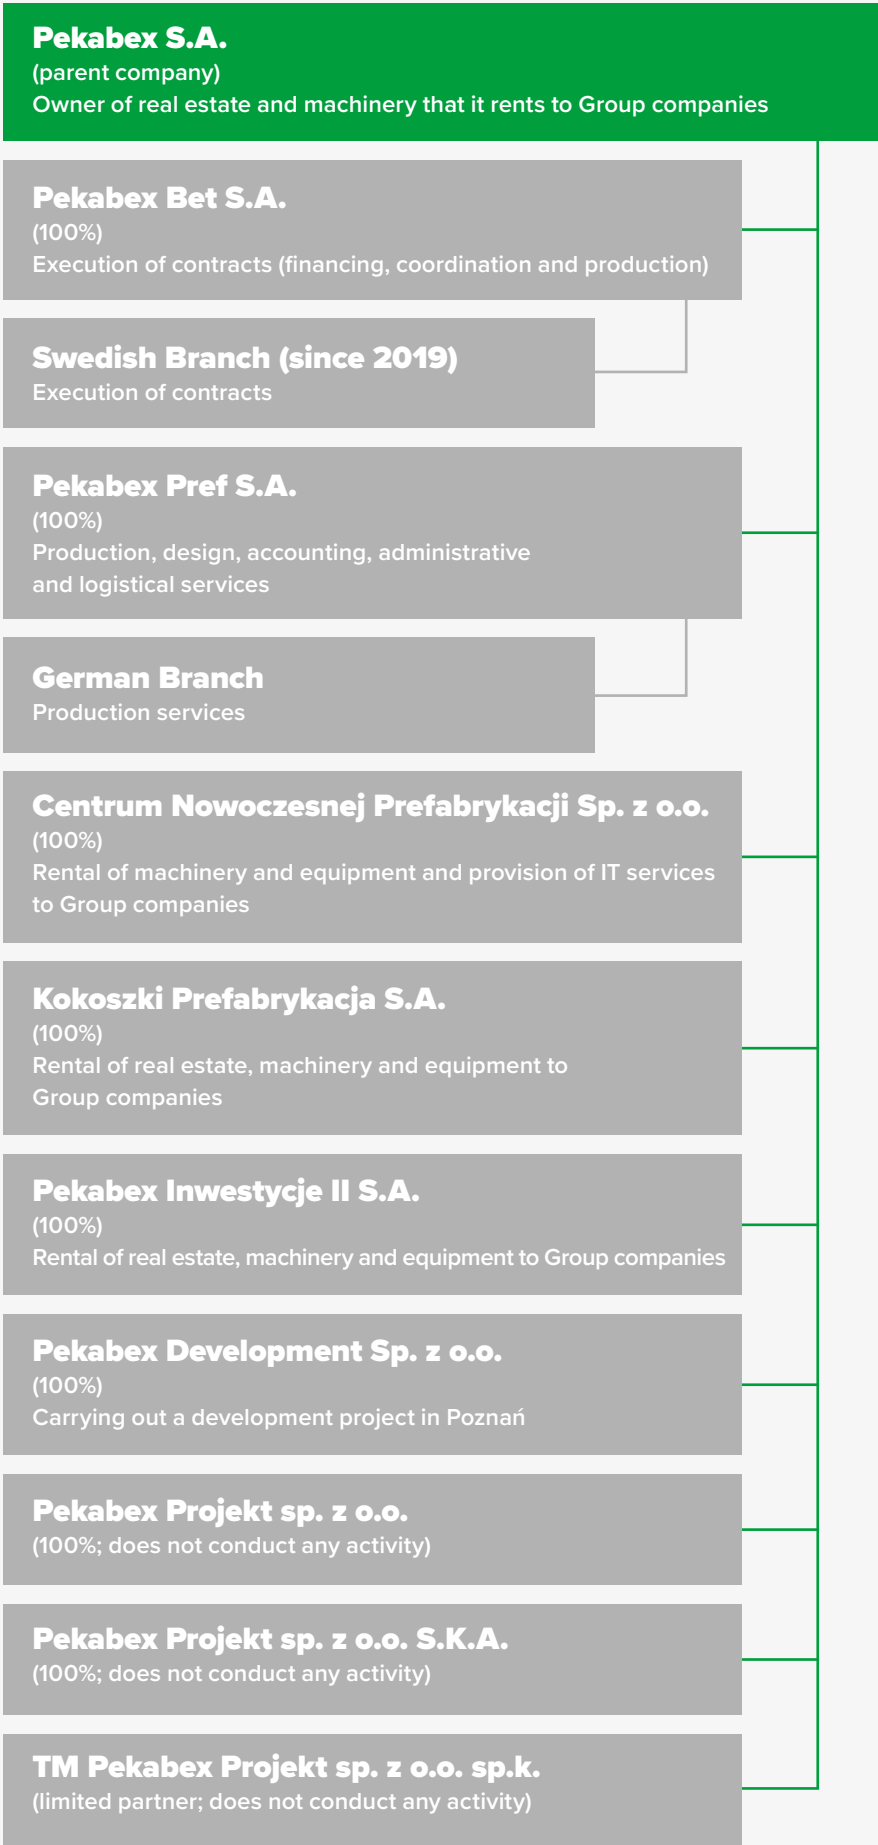 Pekabex S.A.
(parent company)
Owner of real estate and machinery that it rents to Group companies
Pekabex Bet S.A.
(100%)
Execution of contracts (financing, coordination and production)
Swedish Branch (since 2019)
Execution of contracts
Pekabex Pref S.A.
(100%)
Production, design, accounting, administrative
and logistical services
German Branch
Production services
Centrum Nowoczesnej Prefabrykacji Sp. z o.o.
(100%)
Rental of machinery and equipment and provision of IT services
to Group companies
Kokoszki Prefabrykacja S.A.
(100%)
Rental of real estate, machinery and equipment to
Group companies
Pekabex Inwestycje II S.A.
(100%)
Rental of real estate, machinery and equipment to Group companies
Pekabex Development Sp. z o.o.
(100%)
Carrying out a development project in Poznań
Pekabex Projekt sp. z o.o.
(100%; does not conduct any activity)
Pekabex Projekt sp. z o.o. S.K.A.
(100%; does not conduct any activity)
TM Pekabex Projekt sp. z o.o. sp.k.
(limited partner; does not conduct any activity)